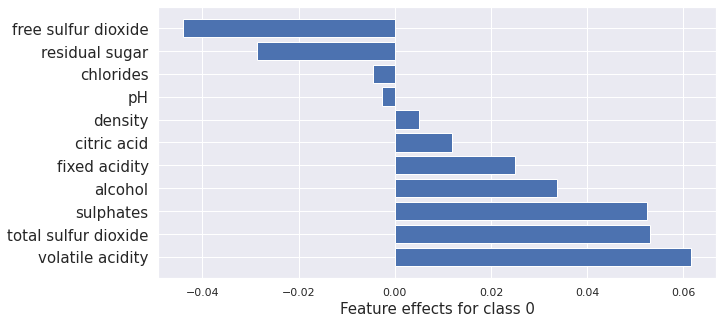 free sulfur dioxide
residual sugar
chlorides
pH
density
citric acid
fixed acidity
alcohol
sulphates
total sulfur dioxide
volatile acidity
−0.04 −0.02 0.00 0.02 0.04 0.06
Feature effects for class 0